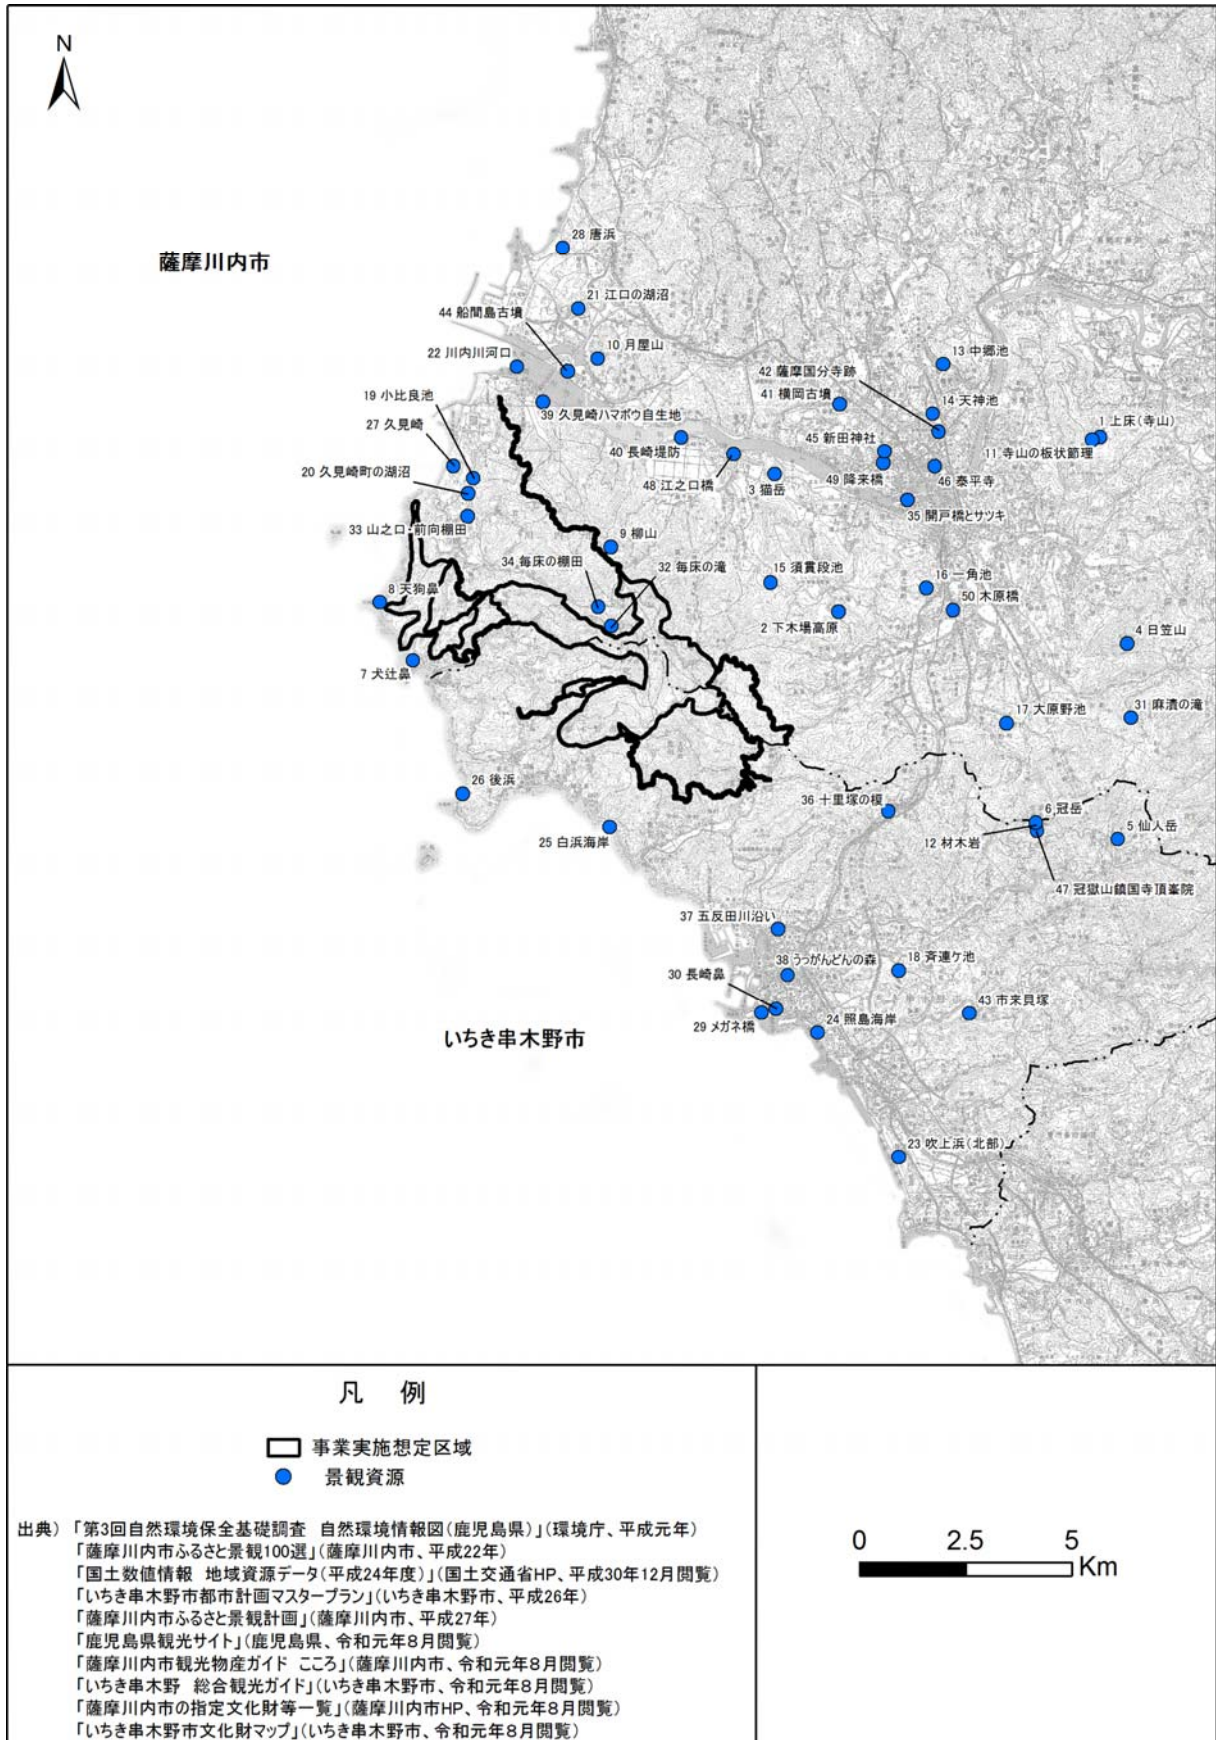 N
薩摩川内市
28 唐浜
21 江口の湖沼
44 船間島古墳
10 月屋山
22 川内川河口
13 中郷池
42 薩摩国分寺跡
19 小比良池
41 横岡古墳
14 天神池
39 久見崎ハマボウ自生地
1 上床(寺山)
27 久見崎
40 長崎堤防
45 新田神社
11 寺山の板状節理
20 久見崎町の湖沼
48 江之口橋
49 降来橋
46 泰平寺
3 猫岳
35 開戸橋とサツキ
33 山之口・前向棚田
9 柳山
34 毎床の棚田
32 毎床の滝
15 須貫段池
16 一角池
8 天狗鼻
50 木原橋
2 下木場高原
4 日笠山
7 犬辻鼻
17 大原野池
31 麻漬の滝
26 後浜
36 十里塚の榎
6 冠岳
25 白浜海岸
12 材木岩
5 仙人岳
47 冠嶽山鎮国寺頂峯院
37 五反田川沿い
38 うっがんどんの森
18 斉連ケ池
30 長崎鼻
43 市来貝塚
29 メガネ橋
24 照島海岸
いちき串木野市
23 吹上浜(北部)
凡 例
事業実施想定区域
景観資源
出典) 「第3回自然環境保全基礎調査 自然環境情報図(鹿児島県)」(環境庁、平成元年)
「薩摩川内市ふるさと景観100選」(薩摩川内市、平成22年)
「国土数値情報 地域資源データ(平成24年度)」(国土交通省HP、平成30年12月閲覧)
「いちき串木野市都市計画マスタープラン」(いちき串木野市、平成26年)
「薩摩川内市ふるさと景観計画」(薩摩川内市、平成27年)
「鹿児島県観光サイト」(鹿児島県、令和元年8月閲覧)
「薩摩川内市観光物産ガイド こころ」(薩摩川内市、令和元年8月閲覧)
「いちき串木野 総合観光ガイド」(いちき串木野市、令和元年8月閲覧)
「薩摩川内市の指定文化財等一覧」(薩摩川内市HP、令和元年8月閲覧)
「いちき串木野市文化財マップ」(いちき串木野市、令和元年8月閲覧)
0 2.5 5
Km